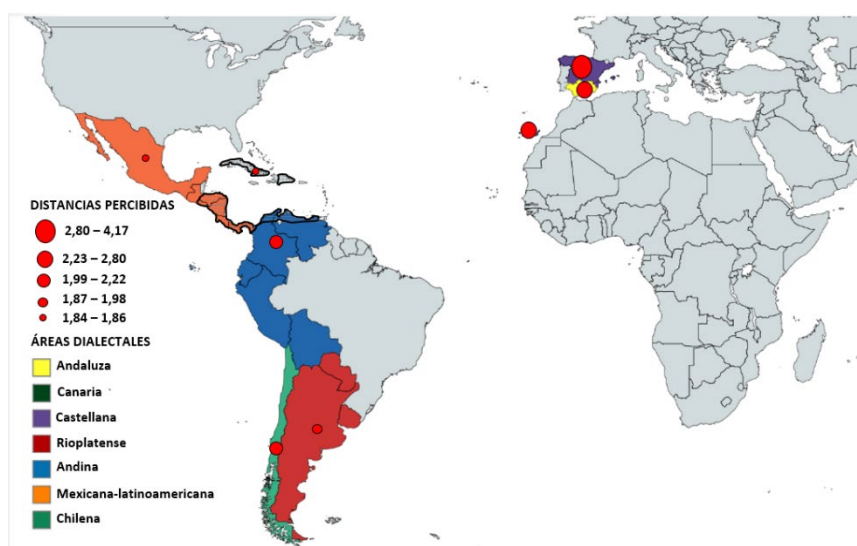 DISTANCIAS PERCIBIDAS
2,80 – 4,17
2,23 – 2,80
1,99 – 2,22
1,87 – 1,98
1,84 – 1,86
ÁREAS DIALECTALES
Andaluza
Canaria
Castellana
Rioplatense
Andina
Mexicana-latinoamericana
Chilena